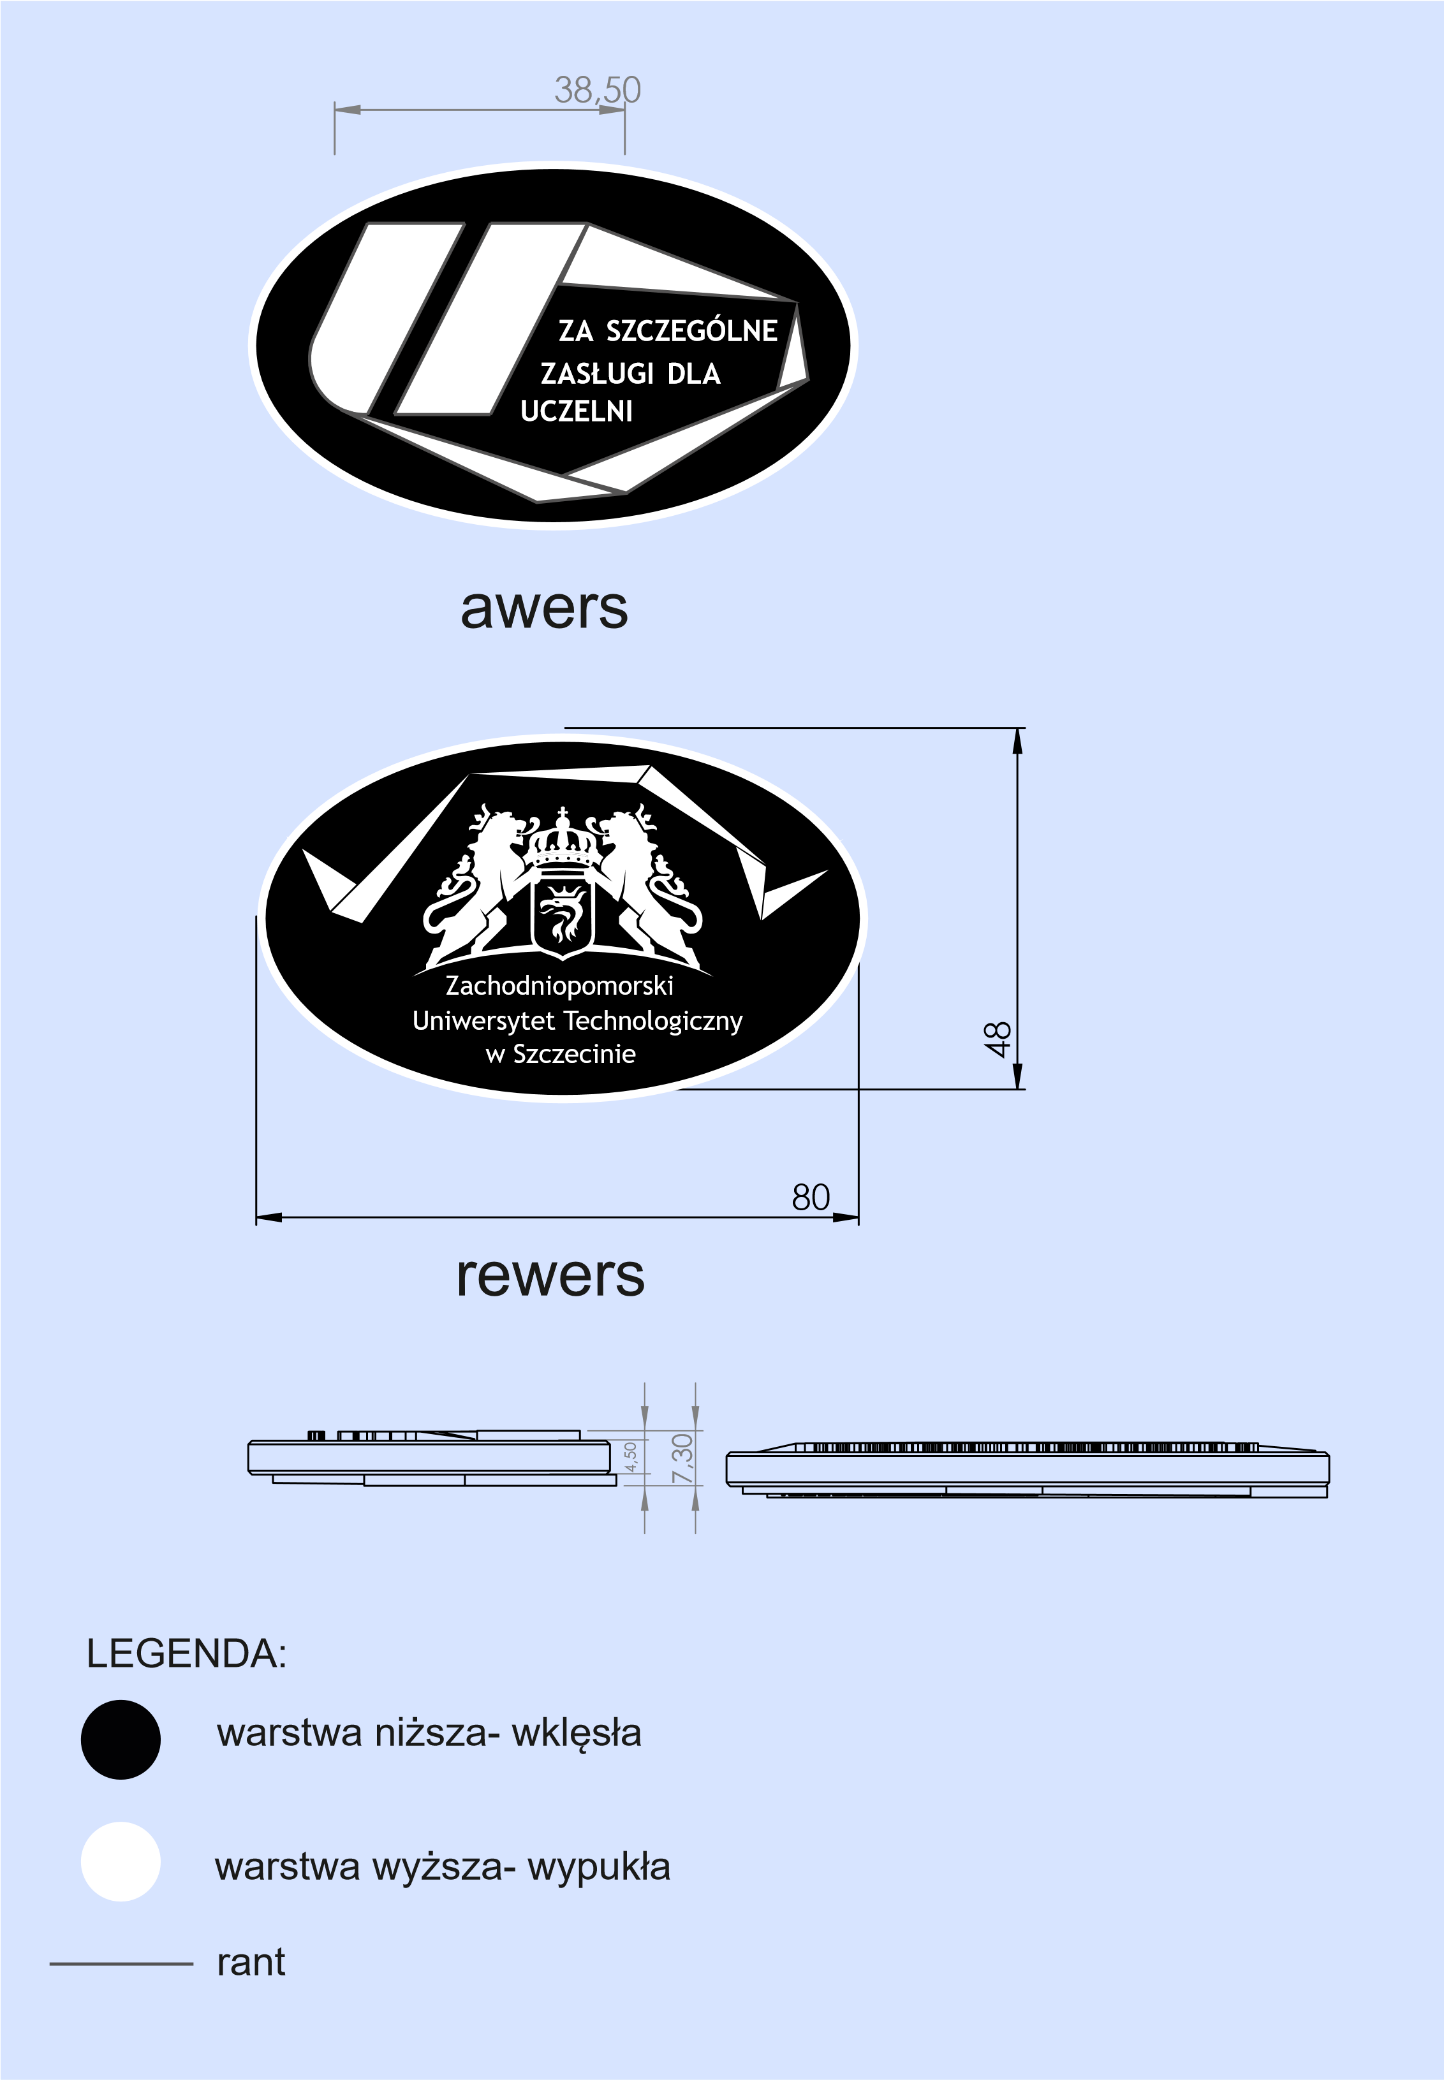 38,50
ZA SZCZEGÓLNE
ZASŁUGI DLA
UCZELNI
awers
Zachodniopomorski
Uniwersytet Technologiczny
w Szczecinie
48
80
rewers
4,50
7,30
LEGENDA:
warstwa niższa- wklęsła
warstwa wyższa- wypukła
rant